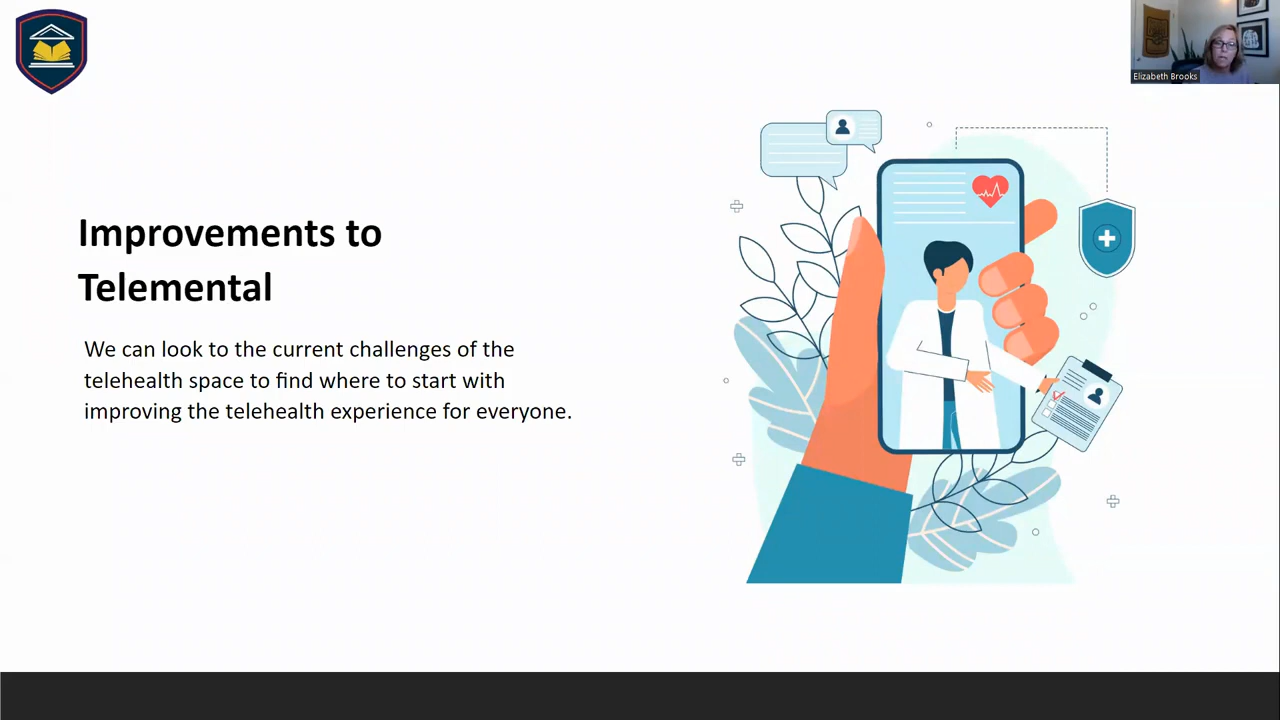 Elizabeth Brooks
Improvements to
Telemental
We can look to the current challenges of the
telehealth space to find where to start with
improving the telehealth experience for everyone.